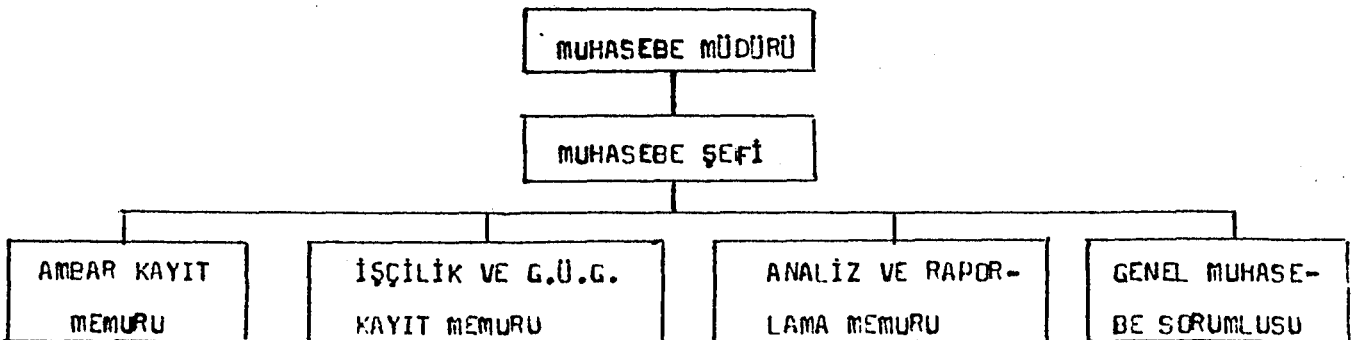 MUHASEBE MÜDÜRÜ
MUHASEBE ŞEFİ
AMBAR KAYIT
MEMURU
İŞÇİLİK VE G.Ü.G.
KAYIT MEMURU
ANALİZ VE RAPOR-
LAMA MEMURU
GENEL MUHASE-
BE SORUMLUSU